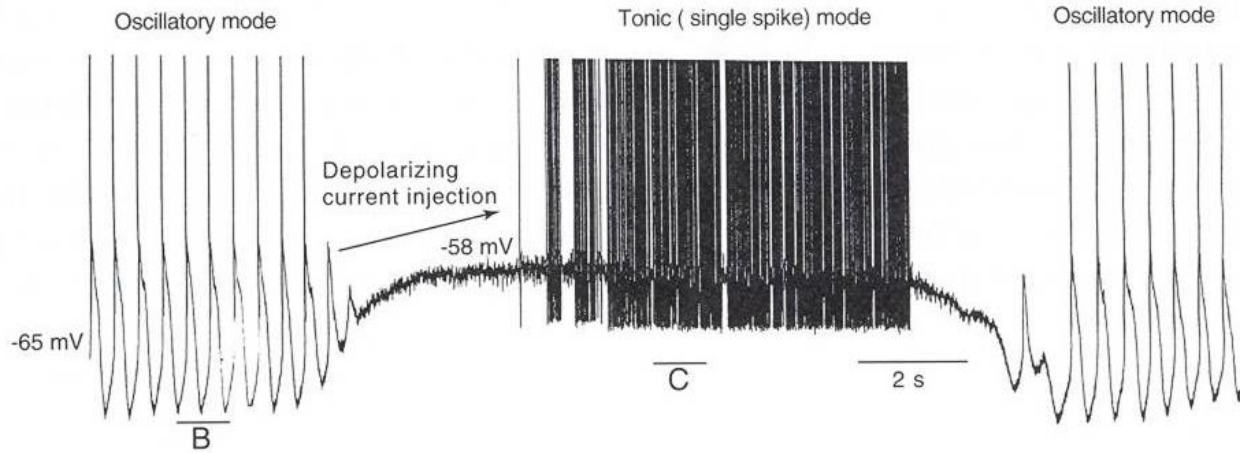 Oscillatory mode
Tonic ( single spike) mode
Oscillatory mode
Depolarizing
current injection
-58 mV
-65 mV
B
C
2 s